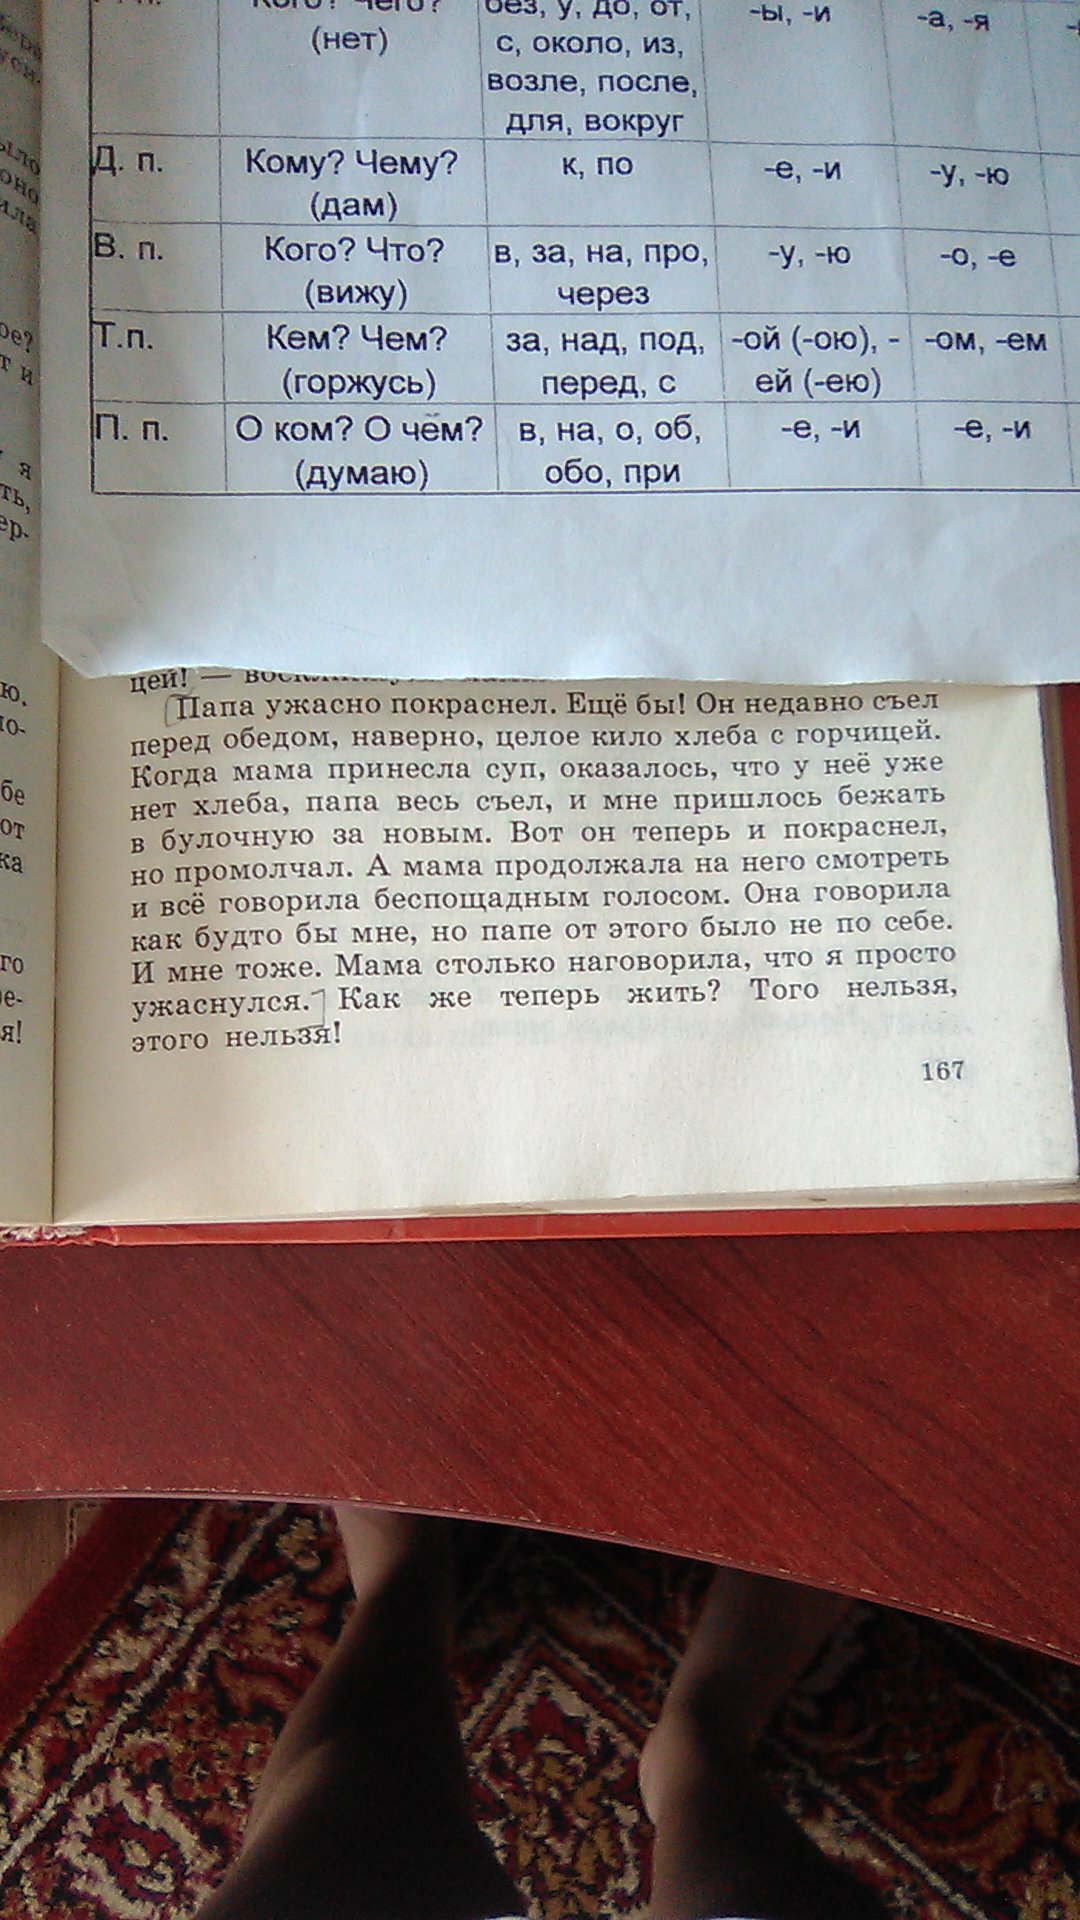 Кого? Чего? без, у, до, от, -ы, -и -а, -я
(нет) с, около, из,
возле, после,
для, вокруг
Д. п. Кому? Чему? к, по -е, -и -у, -ю
(дам)
В. п. Кого? Что? в, за, на, про, -у, -ю -о, -е
(вижу) через
Т.п. Кем? Чем? за, над, под, -ой (-ою), - -ом, -ем
(горжусь) перед, с ей (-ею)
П. п. О ком? О чём? в, на, о, об, -е, -и -е, -и
(думаю) обо, при
цей! —
Папа ужасно покраснел. Ещё бы! Он недавно съел
перед обедом, наверно, целое кило хлеба с горчицей.
Когда мама принесла суп, оказалось, что у неё уже
нет хлеба, папа весь съел, и мне пришлось бежать
в булочную за новым. Вот он теперь и покраснел,
но промолчал. А мама продолжала на него смотреть
и всё говорила беспощадным голосом. Она говорила
как будто бы мне, но папе от этого было не по себе.
И мне тоже. Мама столько наговорила, что я просто
ужаснулся. Как же теперь жить? Того нельзя,
этого нельзя!
167